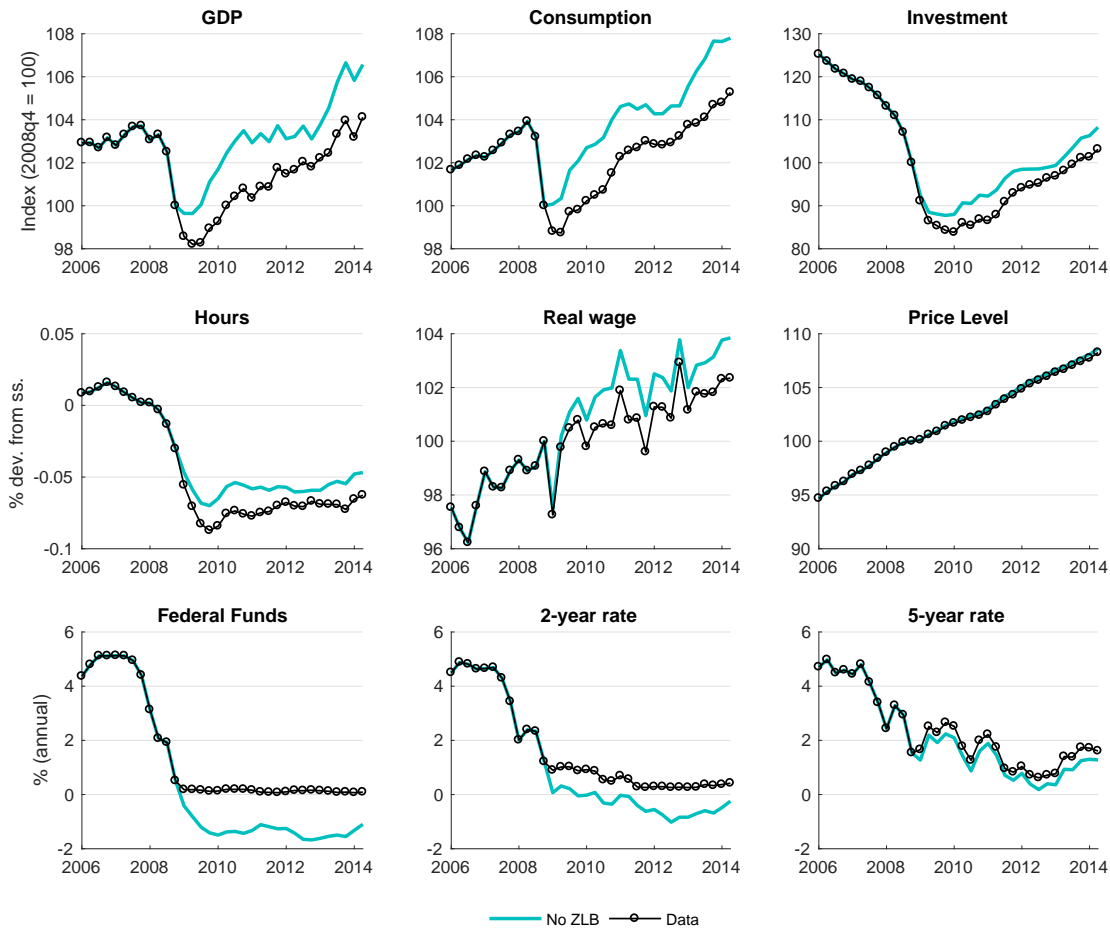 GDP
Consumption
Investment
Index (2008q4 = 100)
108
106
104
102
100
98
2006 2008 2010 2012 2014
108
106
104
102
100
98
2006 2008 2010 2012 2014
130
120
110
100
90
80
2006 2008 2010 2012 2014
Hours
Real wage
Price Level
% dev. from ss.
0.05
0
-0.05
-0.1
2006 2008 2010 2012 2014
104
102
100
98
96
2006 2008 2010 2012 2014
110
105
100
95
90
2006 2008 2010 2012 2014
Federal Funds
2-year rate
5-year rate
% (annual)
6
4
2
0
-2
2006 2008 2010 2012 2014
6
4
2
0
-2
2006 2008 2010 2012 2014
6
4
2
0
-2
2006 2008 2010 2012 2014
No ZLB Data